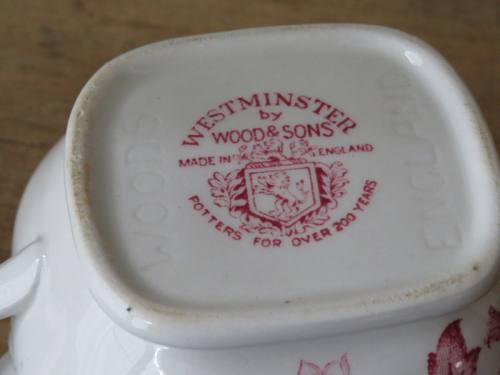 WESTMINSTER
by
WOOD & SONS
MADE IN ENGLAND
POTTERS FOR OVER 200 YEARS
WOODS
ENGLAND